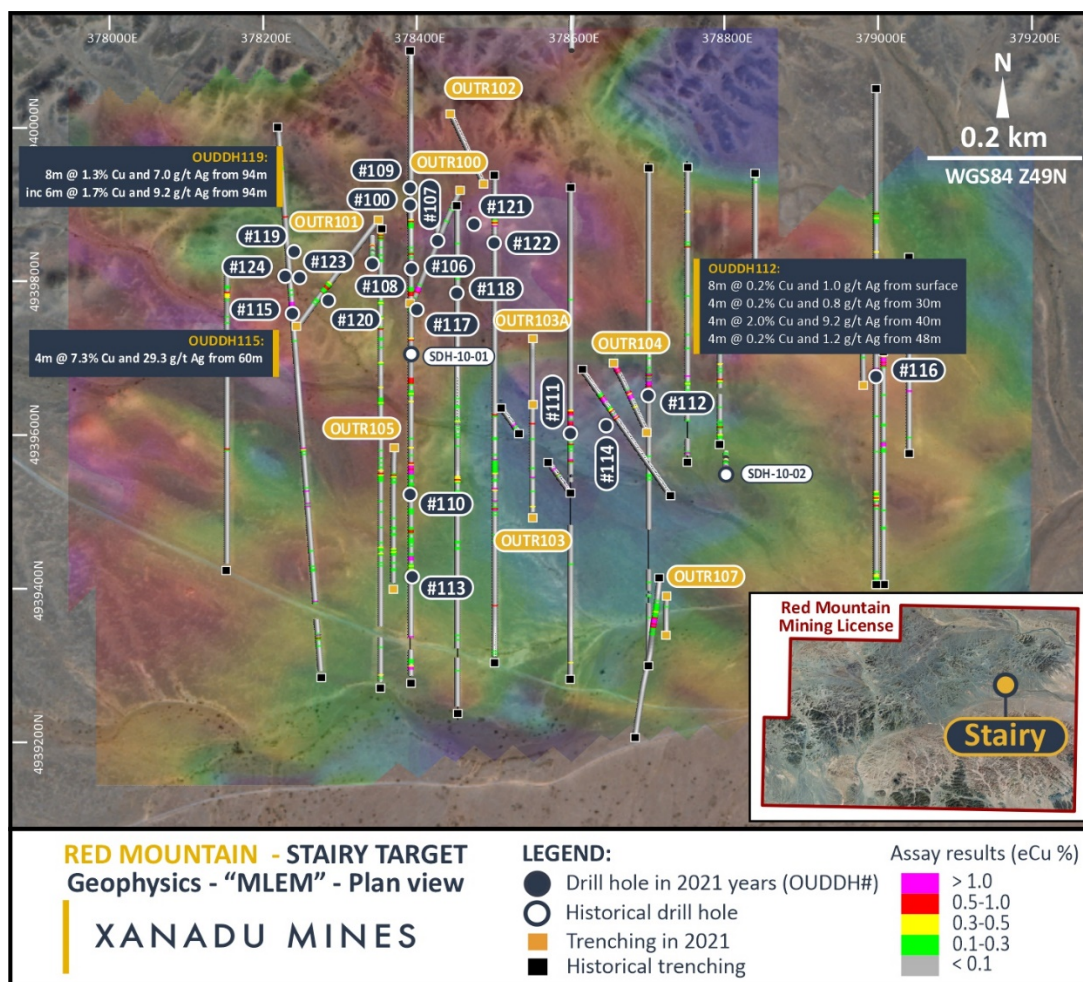 378000E
378200E
378400E
378600E
378800E
379000E
379200E
N
0.2 km
WGS84 Z49N
4940000N
4939800N
4939600N
4939400N
4939200N
OUDDH119:
8m @ 1.3% Cu and 7.0 g/t Ag from 94m
inc 6m @ 1.7% Cu and 9.2 g/t Ag from 94m
OUTR102
OUTR100
#109
#100
#107
#121
OUTR101
#119
#122
#124
#123
#108
#106
#118
#115
#120
#117
OUDDH112:
8m @ 0.2% Cu and 1.0 g/t Ag from surface
4m @ 0.2% Cu and 0.8 g/t Ag from 30m
4m @ 2.0% Cu and 9.2 g/t Ag from 40m
4m @ 0.2% Cu and 1.2 g/t Ag from 48m
OUDDH115:
4m @ 7.3% Cu and 29.3 g/t Ag from 60m
SDH-10-01
OUTR103A
OUTR104
#116
#111
#112
#114
OUTR105
SDH-10-02
#110
OUTR103
#113
OUTR107
Red Mountain
Mining License
Stairy
RED MOUNTAIN - STAIRY TARGET
Geophysics - “MLEM” - Plan view
XANADU MINES
LEGEND:
Drill hole in 2021 years (OUDDH#)
Historical drill hole
Trenching in 2021
Historical trenching
Assay results (eCu %)
> 1.0
0.5-1.0
0.3-0.5
0.1-0.3
< 0.1